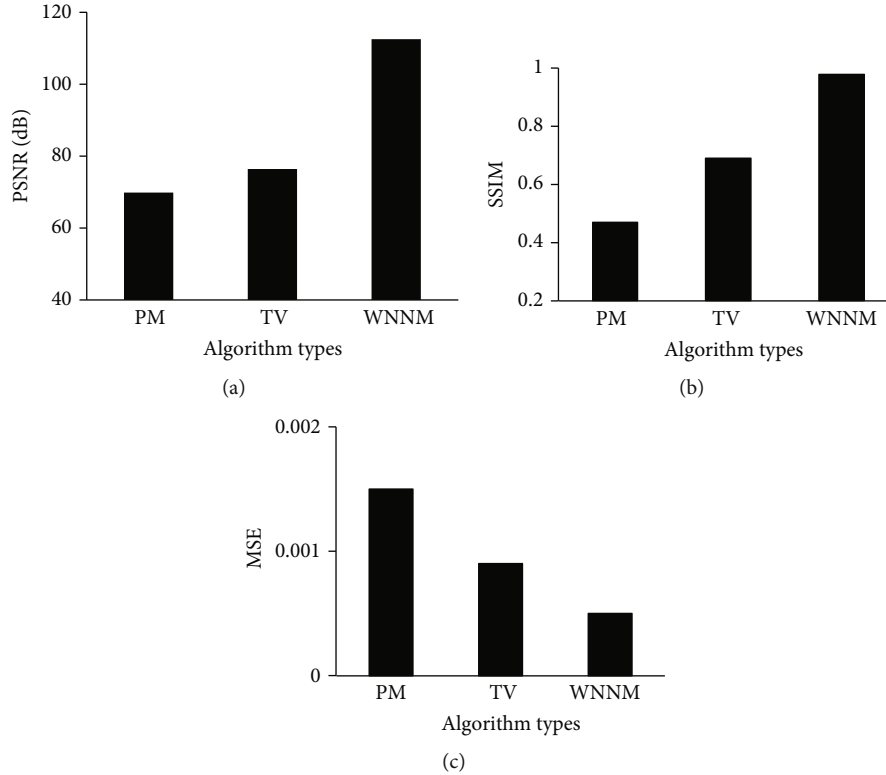 120
100
80
60
40
PSNR (dB)
PM TV WNNM
Algorithm types
(a)
1
0.8
0.6
0.4
0.2
SSIM
PM TV WNNM
Algorithm types
(b)
0.002
0.001
0
MSE
PM TV WNNM
Algorithm types
(c)